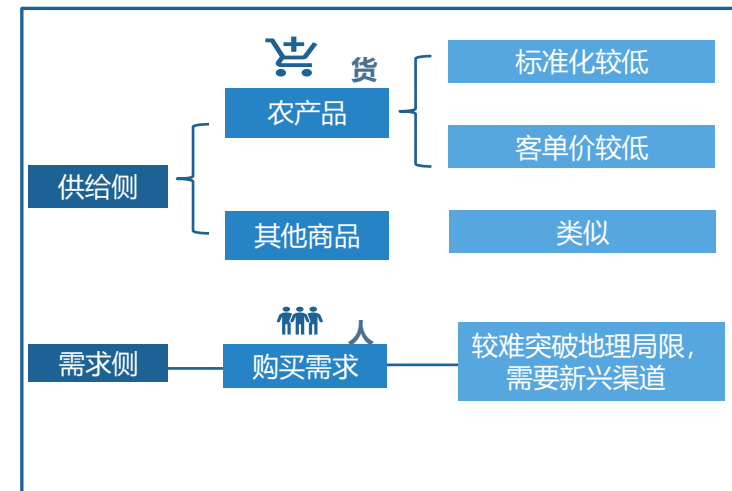 货
标准化较低
农产品
客单价较低
供给侧
其他商品
类似
人
需求侧
购买需求
较难突破地理局限，
需要新兴渠道